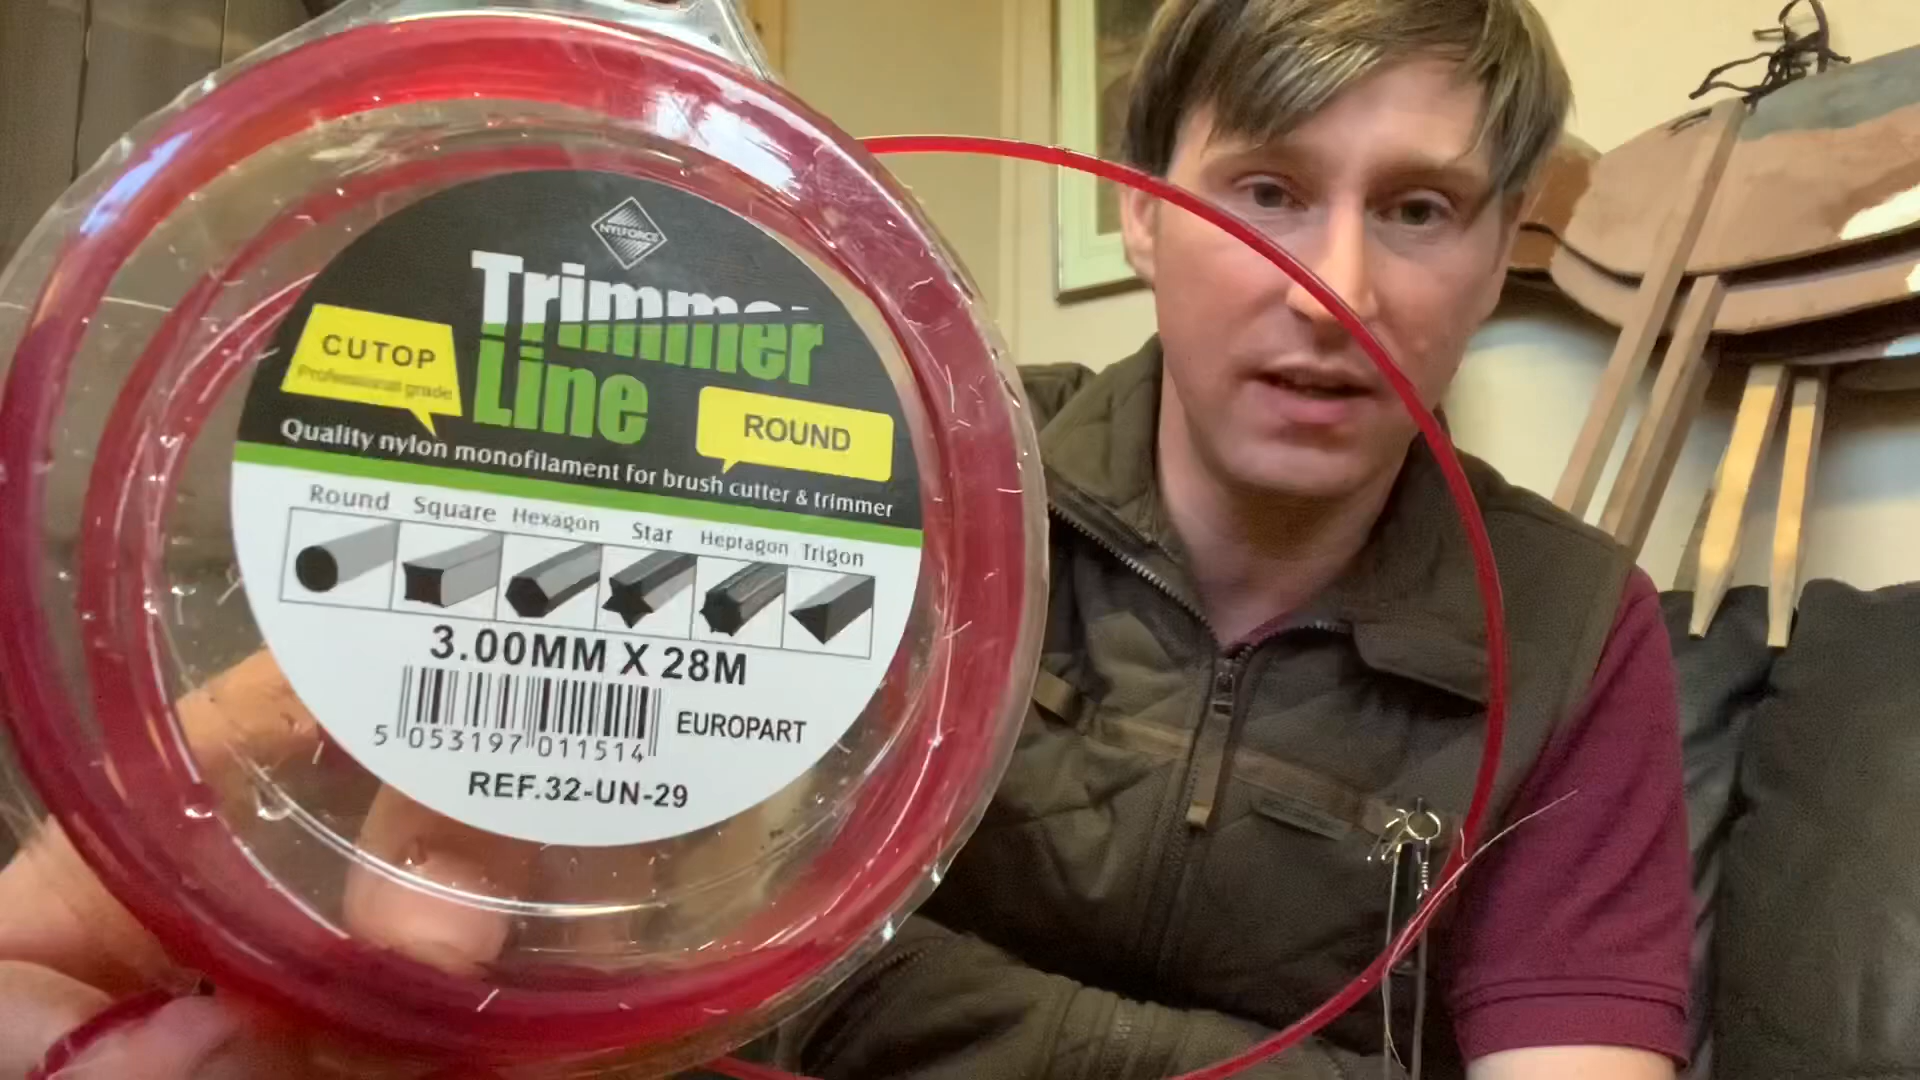 NYLFORCE
Trimmer
Line
CUTOP
Professional grade
ROUND
Quality nylon monofilament for brush cutter & trimmer
Round Square Hexagon Star Heptagon Trigon
3.00MM X 28M
5 053197 011514
EUROPART
REF.32-UN-29